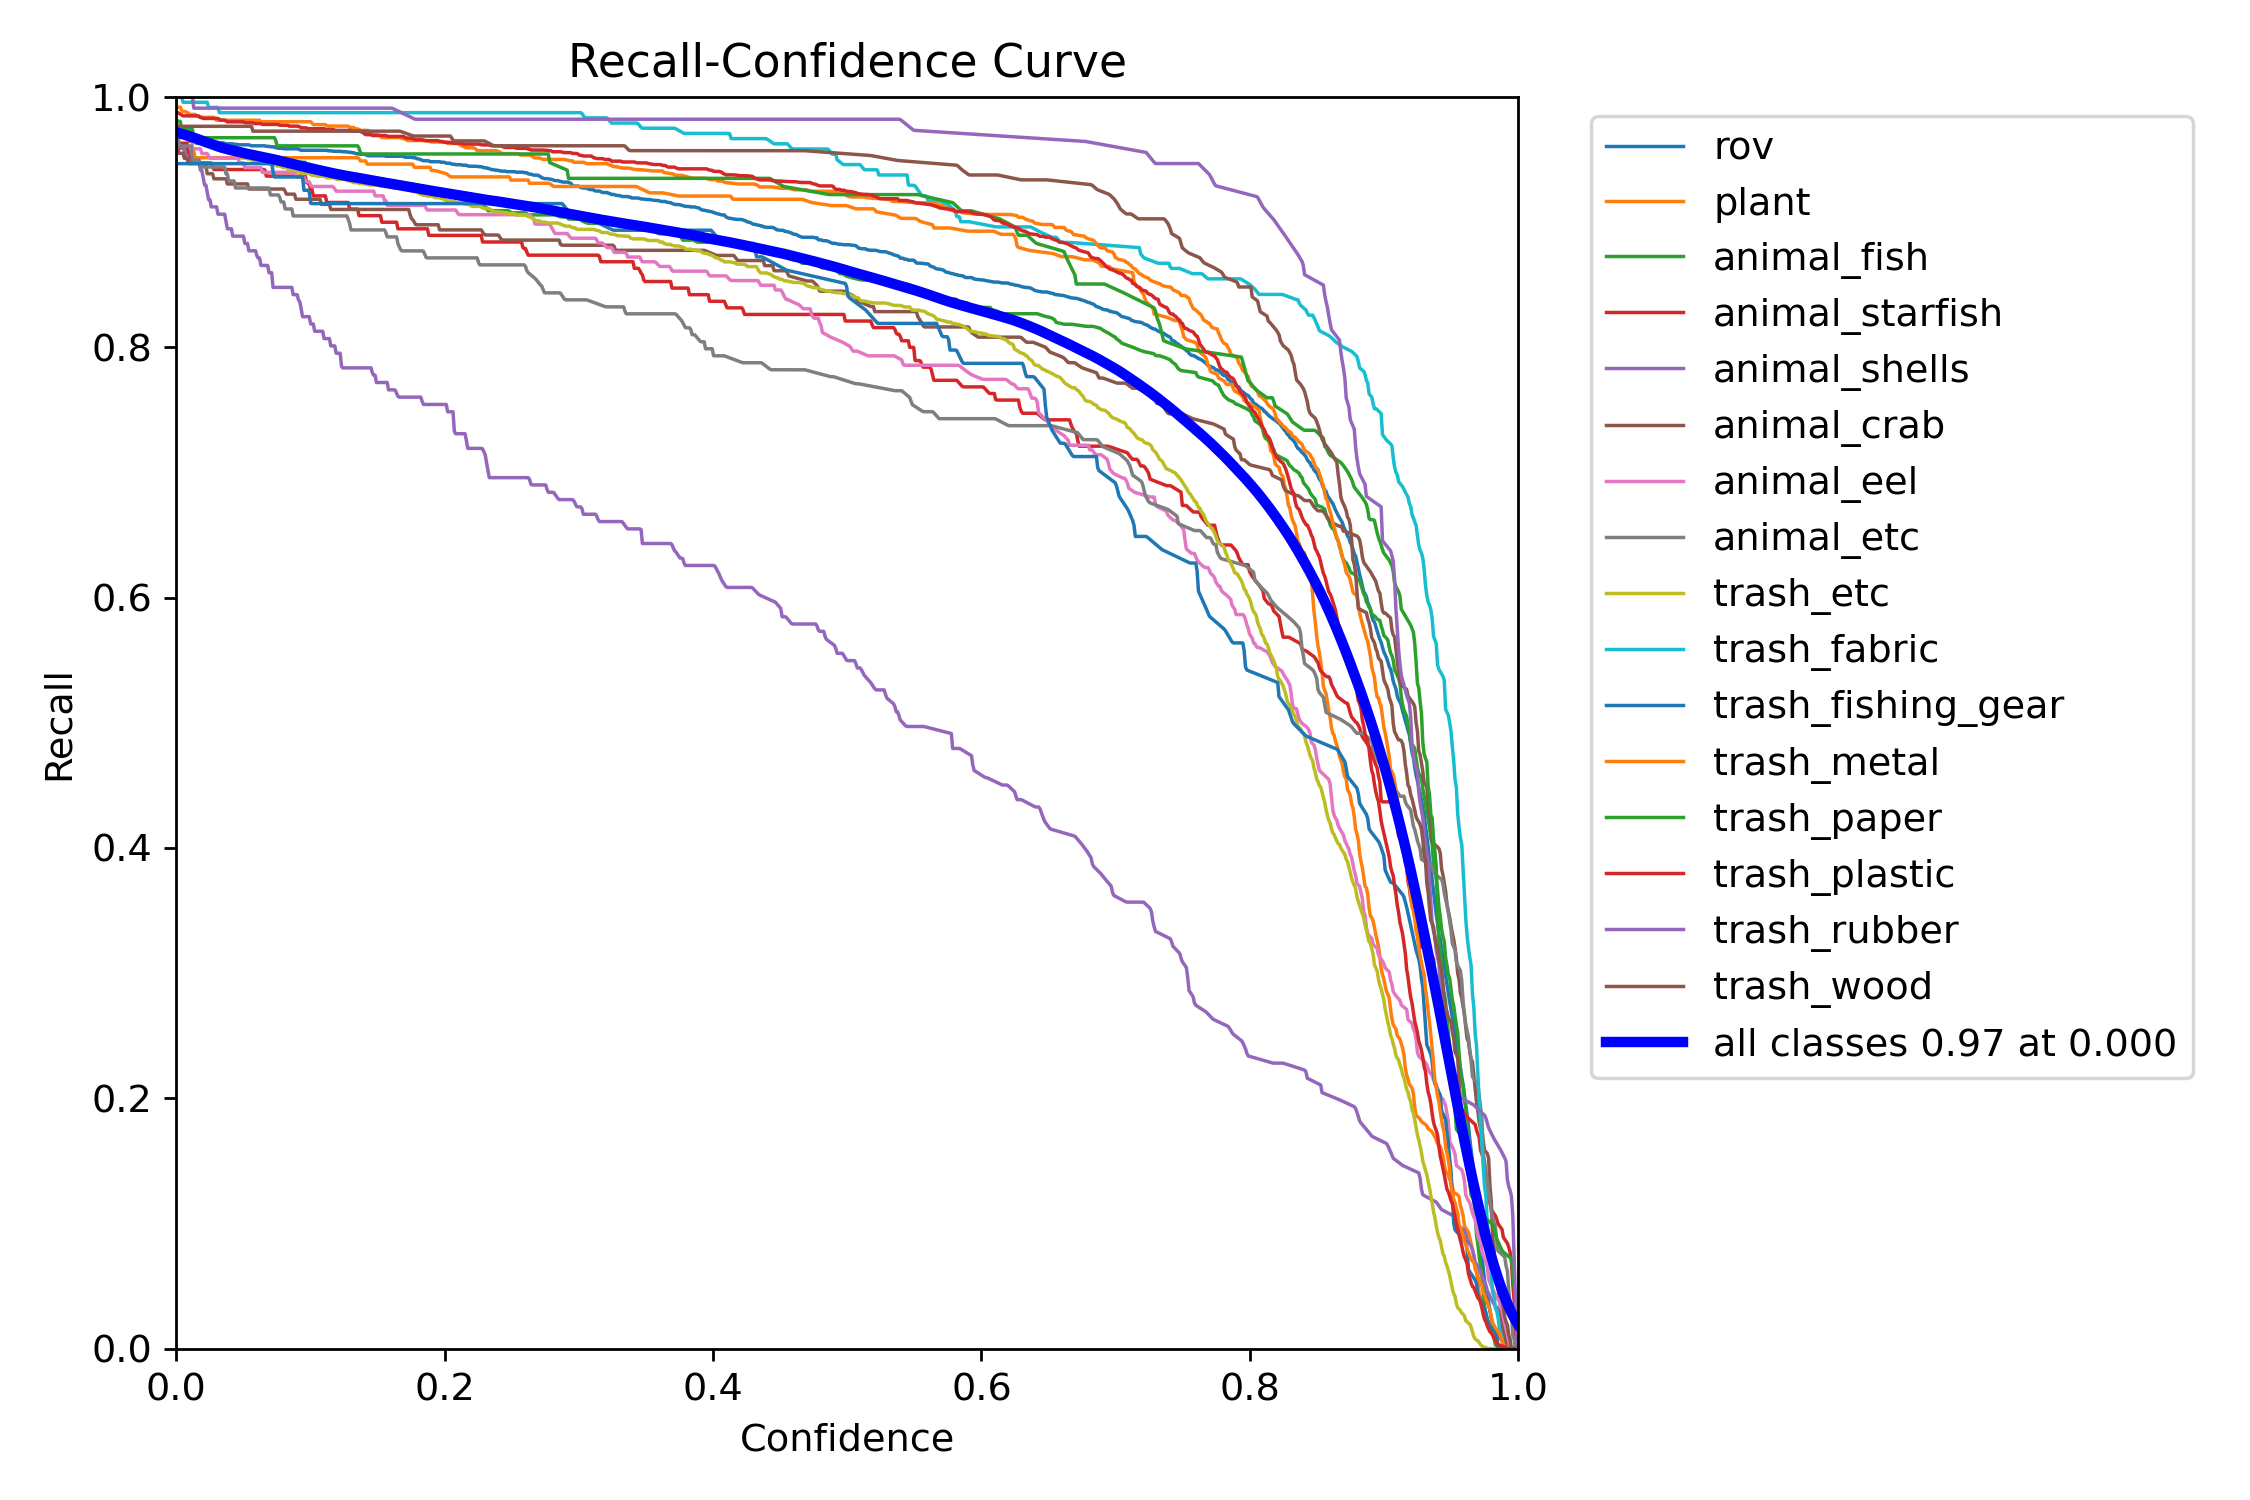 Recall-Confidence Curve
1.0
0.8
0.6
0.4
0.2
0.0
Recall
0.0 0.2 0.4 0.6 0.8 1.0
Confidence
rov
plant
animal_fish
animal_starfish
animal_shells
animal_crab
animal_eel
animal_etc
trash_etc
trash_fabric
trash_fishing_gear
trash_metal
trash_paper
trash_plastic
trash_rubber
trash_wood
all classes 0.97 at 0.000